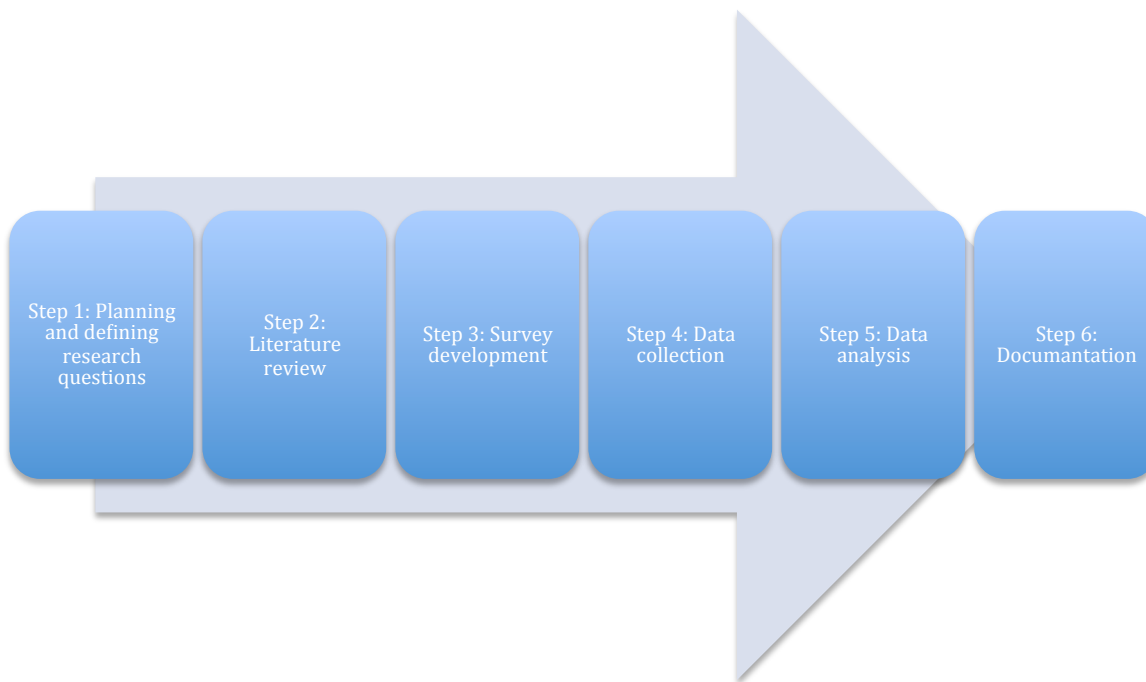 Step 1: Planning
and defining
research
questions
Step 2:
Literature
review
Step 3: Survey
development
Step 4: Data
collection
Step 5: Data
analysis
Step 6:
Documantation